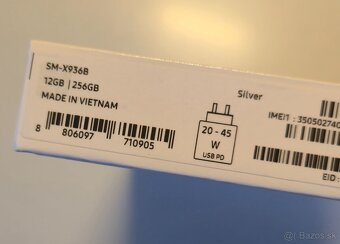 SM-X936B
12GB | 256GB
MADE IN VIETNAM
Silver
IMEI1 : 35050274
8 806097 710905
20 - 45
W
USB PD
EID :
© Bazos.sk